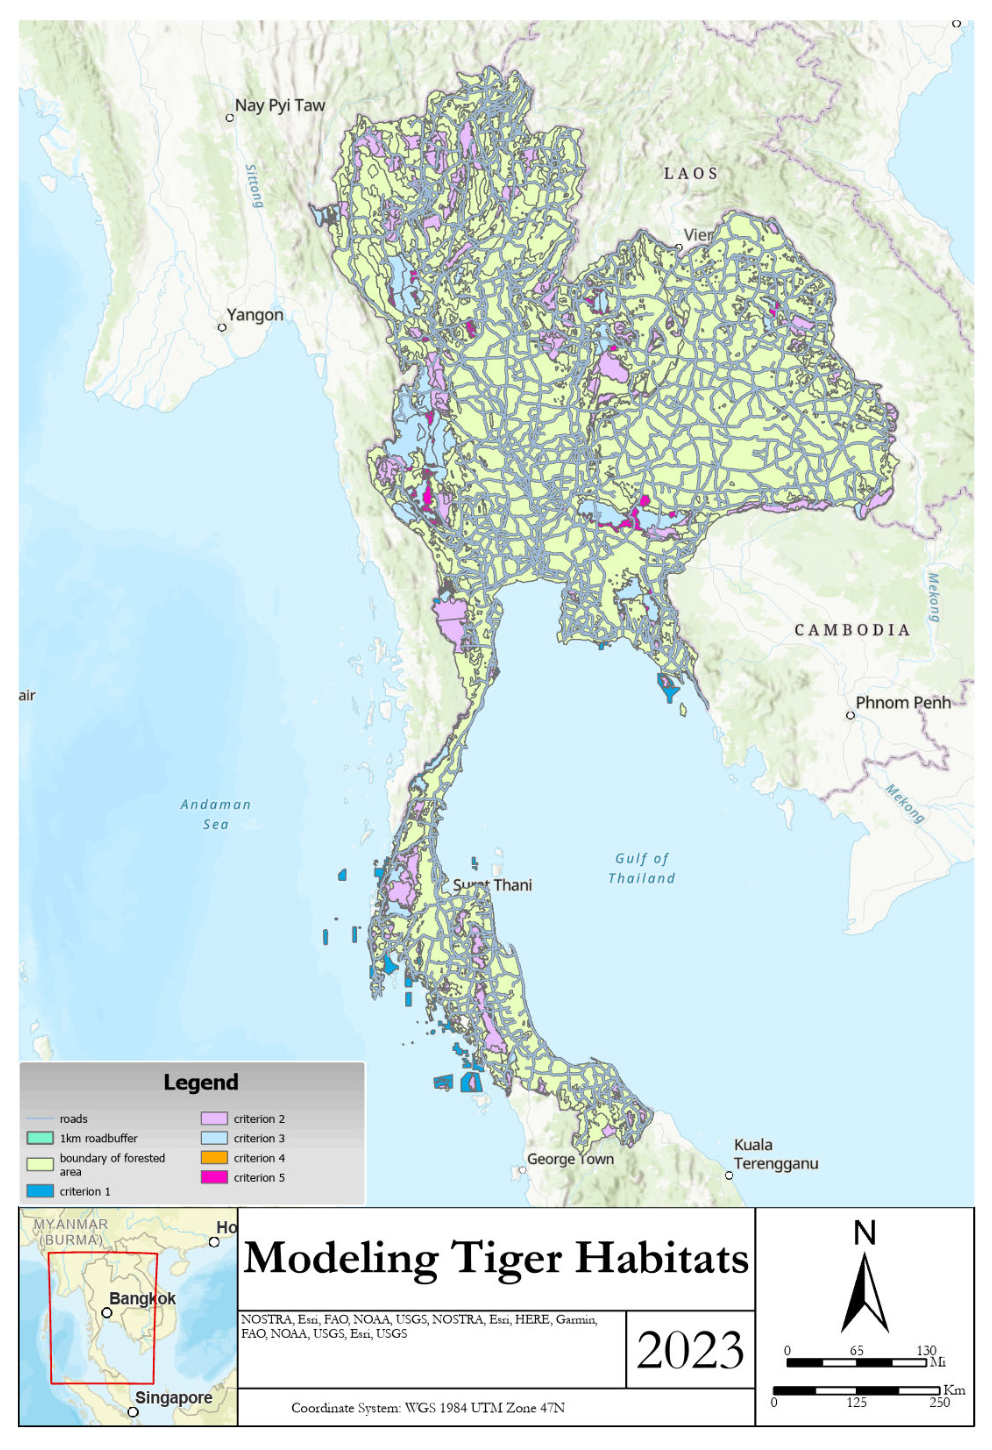 Nay Pyi Taw
Sittong
LAOS
Vier
Yangon
Mekong
CAMBODIA
air
Phnom Penh
Mekong
Andaman
Sea
Gulf of
Thailand
Surat Thani
Legend
roads
1km roadbuffer
boundary of forested
area
criterion 1
criterion 2
criterion 3
criterion 4
criterion 5
George Town
Kuala
Terengganu
MYANMAR
(BURMA)
Ho
Bangkok
Singapore
Modeling Tiger Habitats
NOSTRA, Esri, FAO, NOAA, USGS, NOSTRA, Esri, HERE, Garmin,
FAO, NOAA, USGS, Esri, USGS
2023
Coordinate System: WGS 1984 UTM Zone 47N
N
0 65 130
Mi
Km
0 125 250